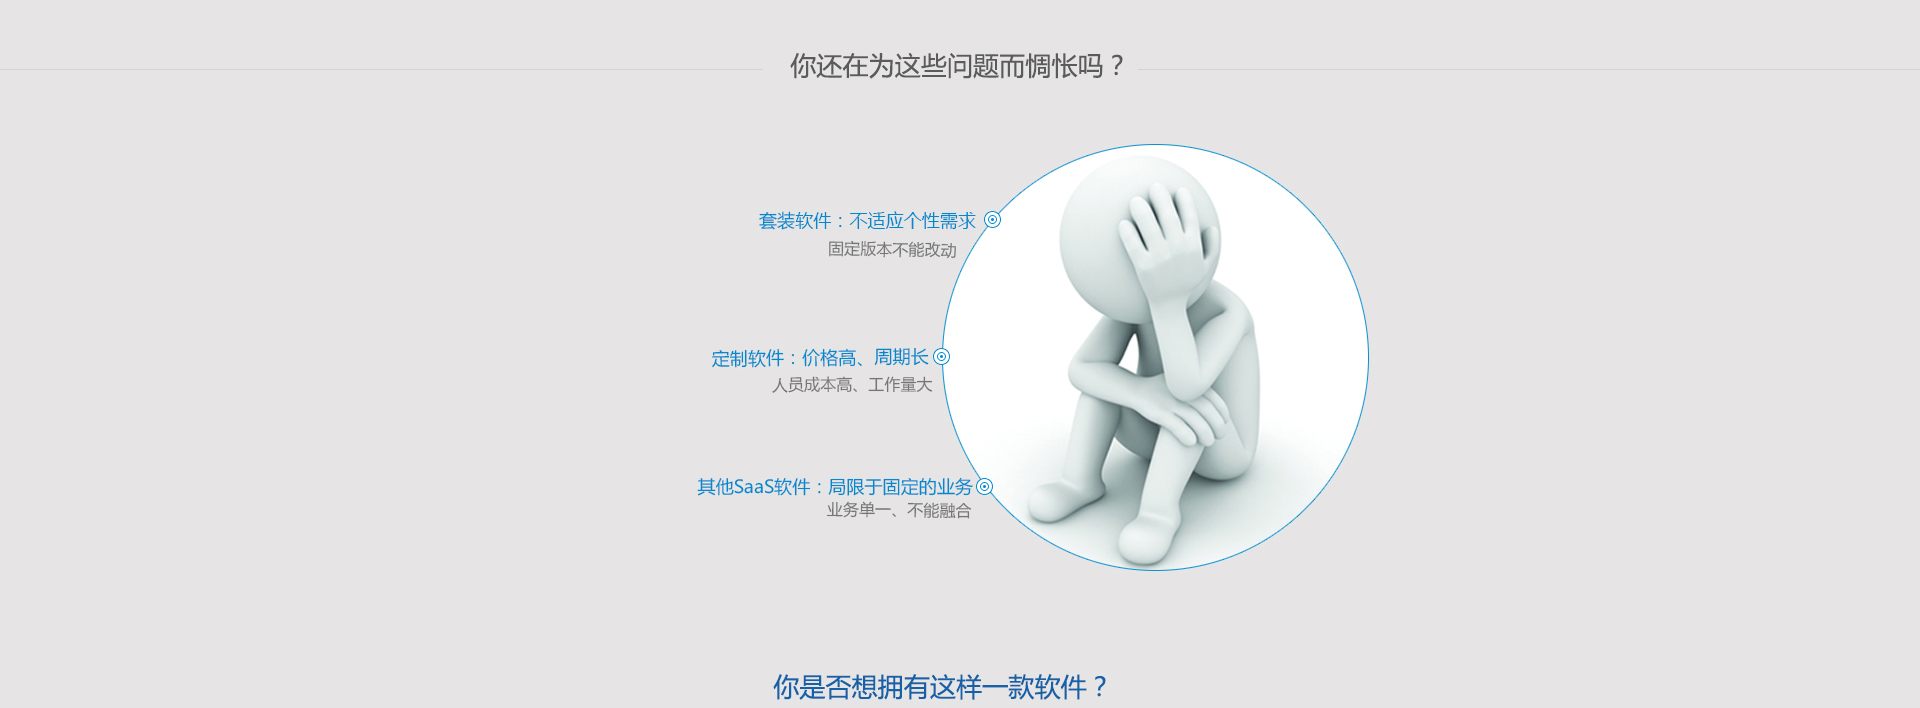 你还在为这些问题而惆怅吗？
套装软件：不适应个性需求
固定版本不能改动
定制软件：价格高、周期长
人员成本高、工作量大
其他SaaS软件：局限于固定的业务
业务单一、不能融合
你是否想拥有这样一款软件？